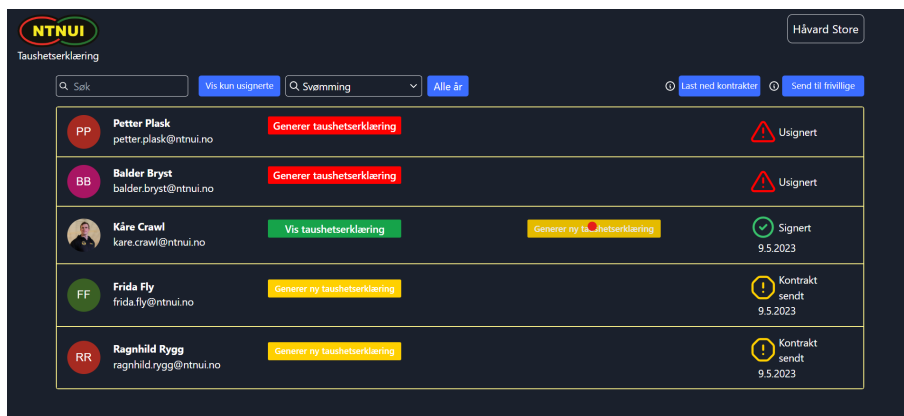 NTNUI
Håvard Store
Taushetserklæring
Søk
Vis kun usignerte
Svømming
Alle år
Last ned kontrakter
Send til frivillige
PP
Petter Plask
petter.plask@ntnui.no
Generer taushetserklæring
Usignert
BB
Balder Bryst
balder.bryst@ntnui.no
Generer taushetserklæring
Usignert
Kåre Crawl
kare.crawl@ntnui.no
Vis taushetserklæring
Generer ny taushetserklæring
Signert
9.5.2023
FF
Frida Fly
frida.fly@ntnui.no
Generer ny taushetserklæring
Kontrakt
sendt
9.5.2023
RR
Ragnhild Rygg
ragnhild.rygg@ntnui.no
Generer ny taushetserklæring
Kontrakt
sendt
9.5.2023